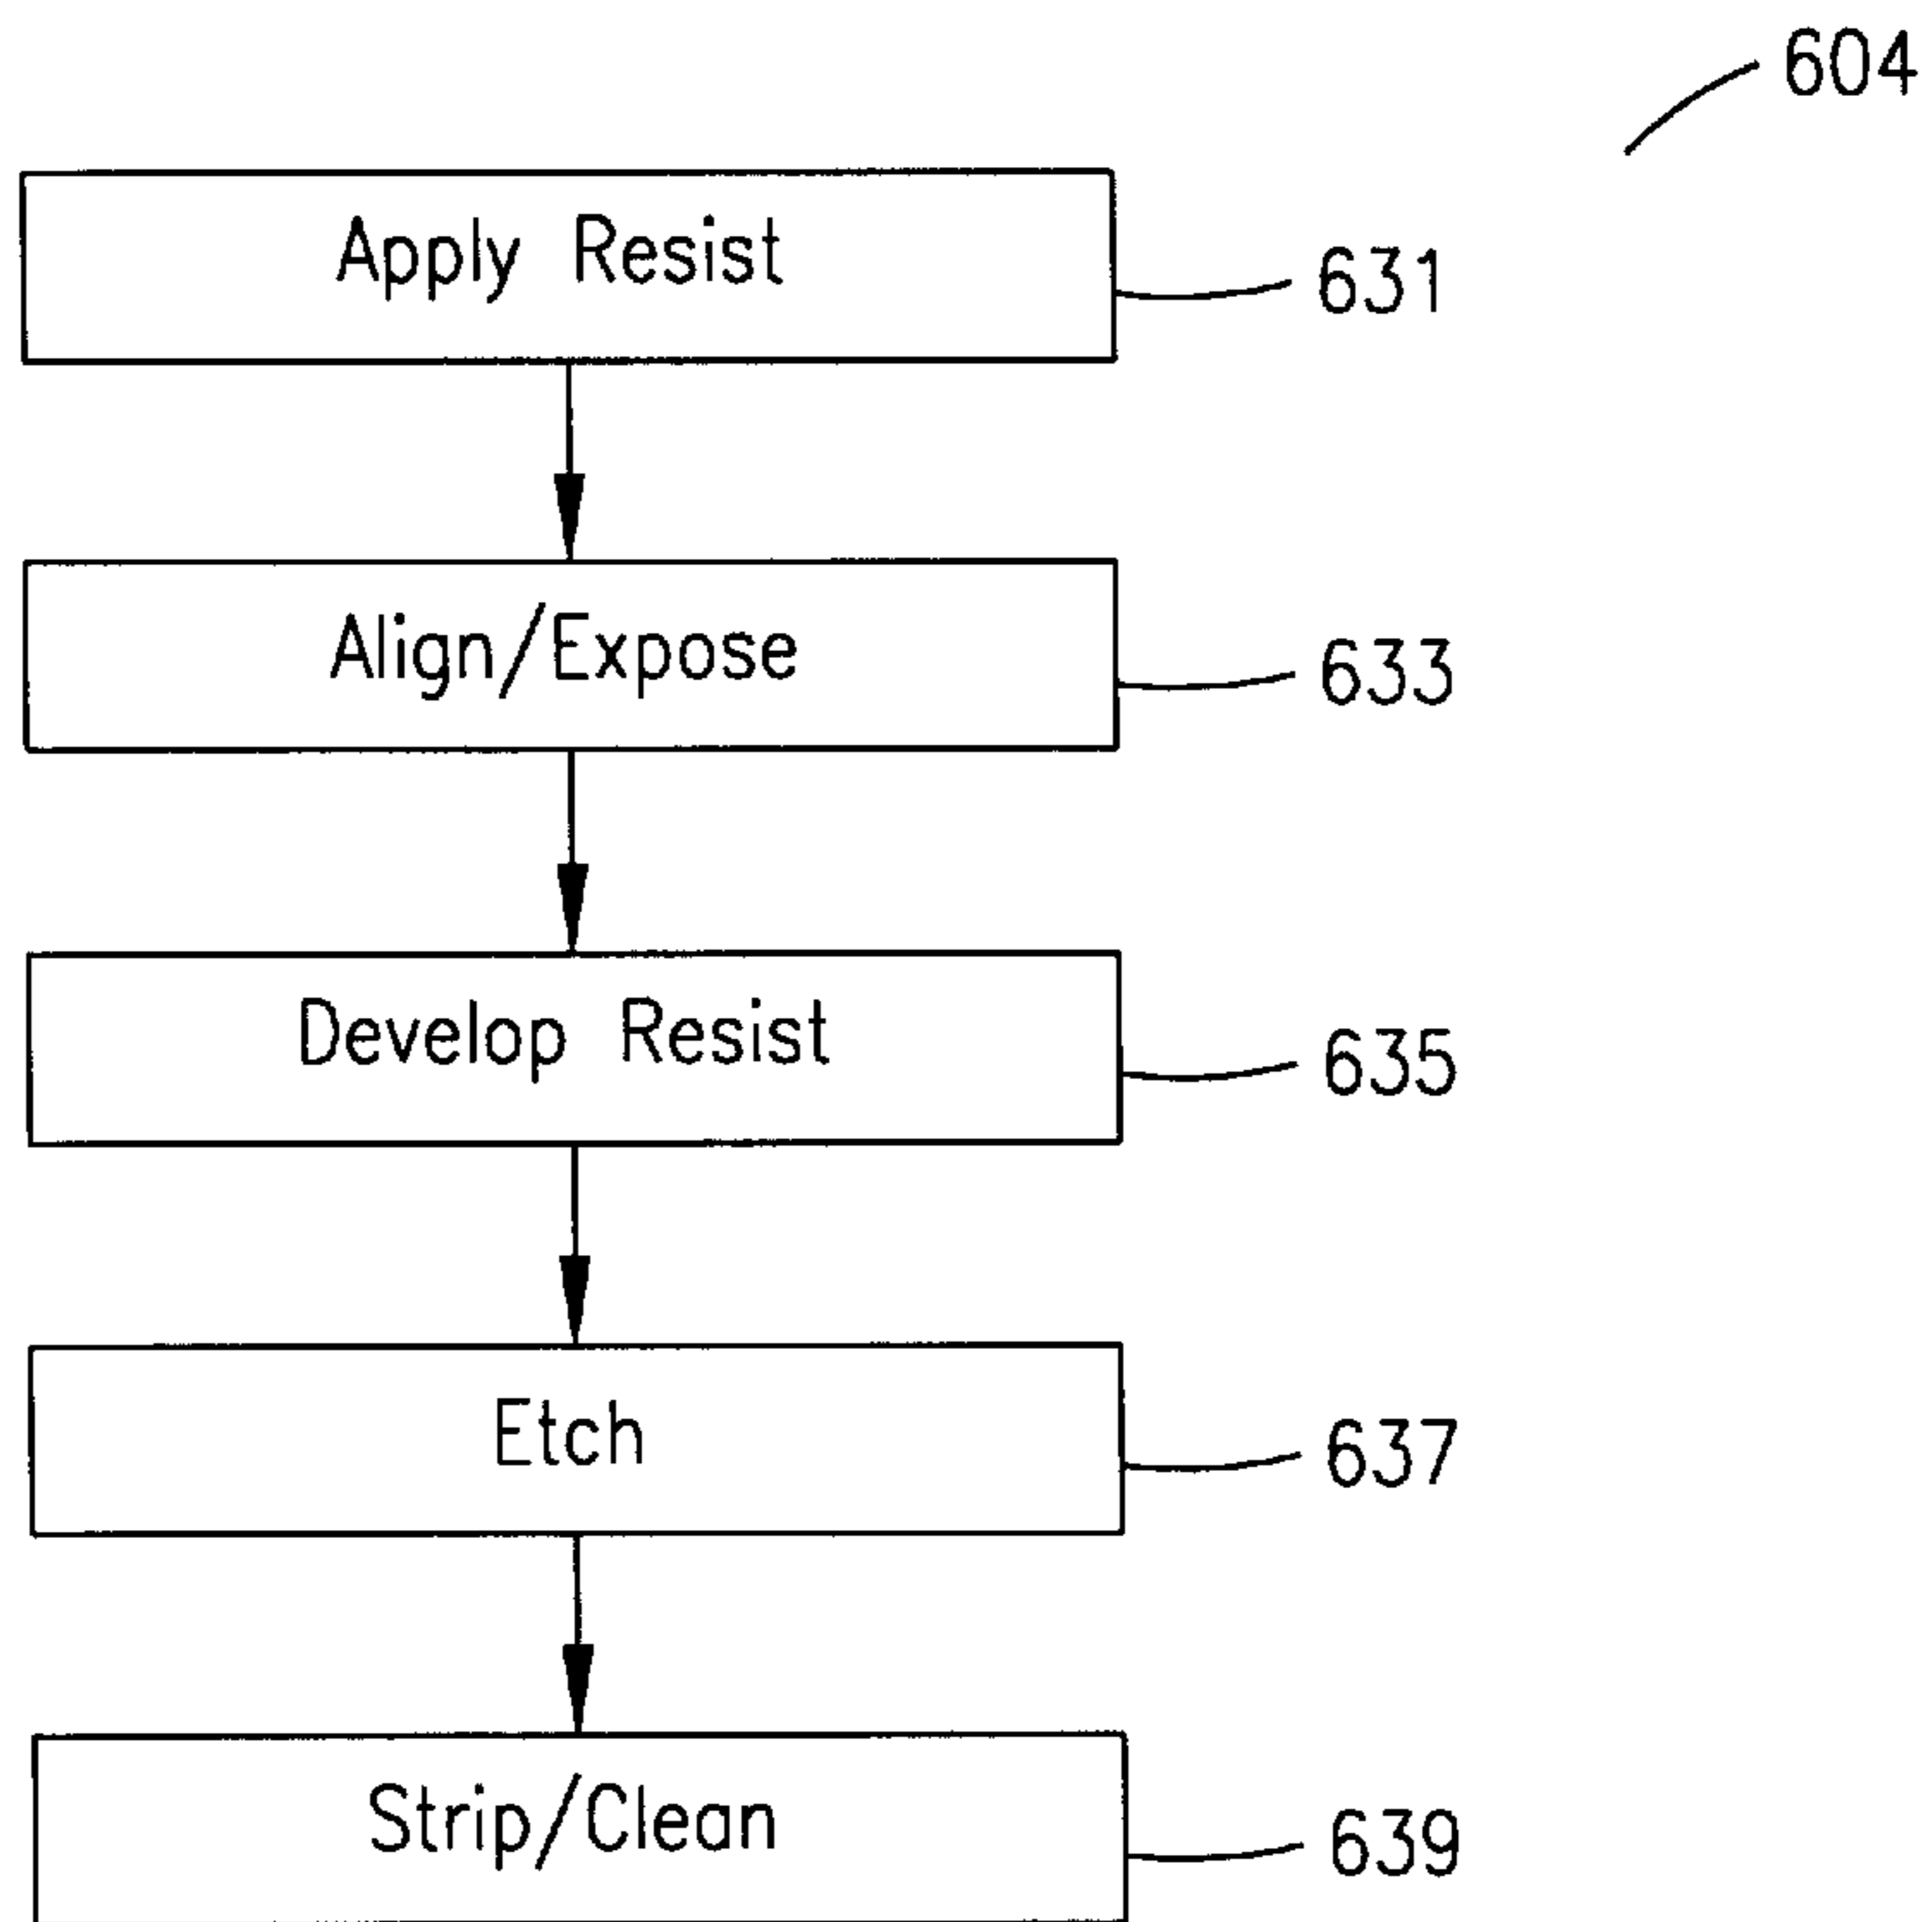 604
Apply Resist
631
Align/Expose
633
Develop Resist
635
Etch
637
Strip/Clean
639